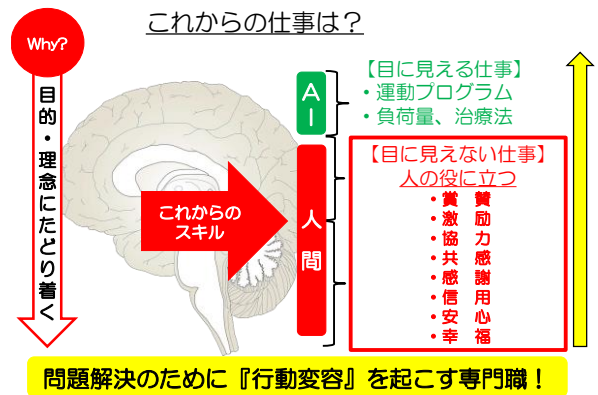 これからの仕事は？
Why?
目的・理念にたどり着く
これからの
スキル
AI
人間
【目に見える仕事】
・運動プログラム
・負荷量、治療法
【目に見えない仕事】
人の役に立つ
・賞　賛
・激　励
・協　力
・共　感
・感　謝
・信　用
・安　心
・幸　福
問題解決のために『行動変容』を起こす専門職！